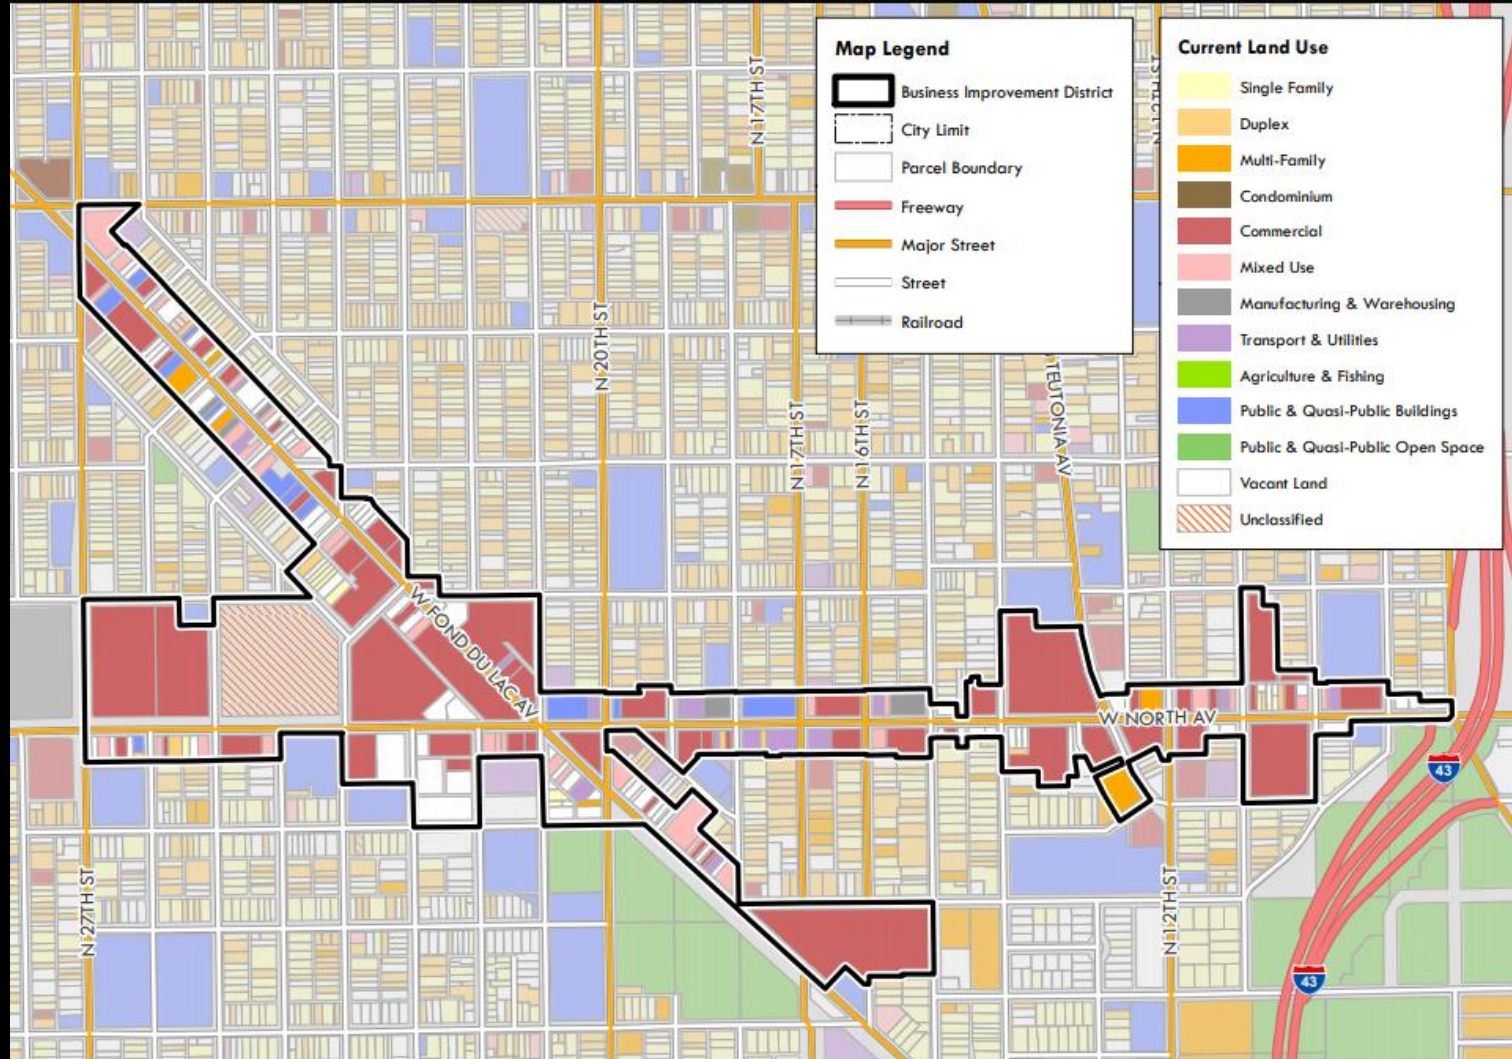 Map Legend
Business Improvement District
City Limit
Parcel Boundary
Freeway
Major Street
Street
Railroad
Current Land Use
Single Family
Duplex
Multi-Family
Condominium
Commercial
Mixed Use
Manufacturing & Warehousing
Transport & Utilities
Agriculture & Fishing
Public & Quasi-Public Buildings
Public & Quasi-Public Open Space
Vacant Land
Unclassified
N 17TH ST
N 20TH ST
N 17TH ST
N 16TH ST
TEUTONIA AV
W FOND DU LAC AV
W NORTH AV
43
N 27TH ST
N 12TH ST
43